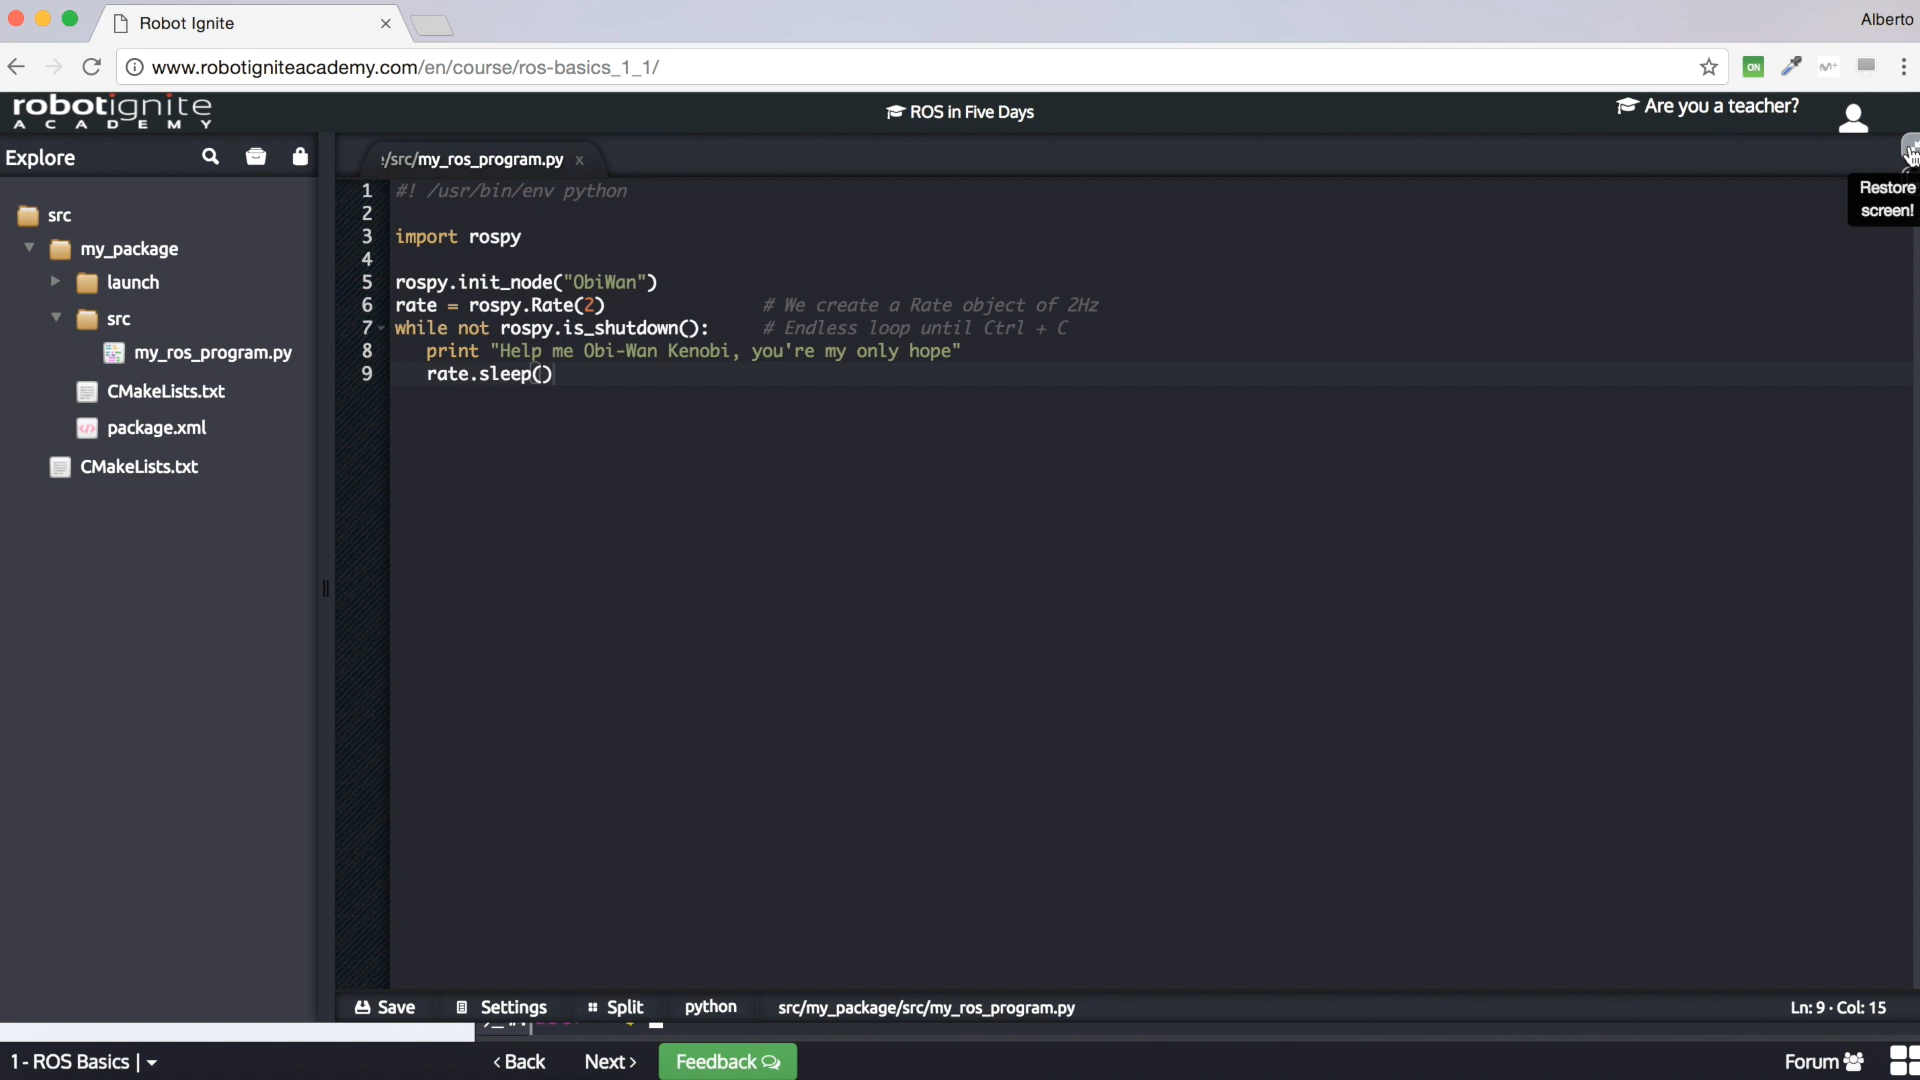 Robot Ignite
Alberto
www.robotigniteacademy.com/en/course/ros-basics_1_1/
ON
robotignite
ACADEMY
ROS in Five Days
Are you a teacher?
Explore
:/src/my_ros_program.py x
Restore
screen!
src
my_package
launch
src
my_ros_program.py
CMakeLists.txt
package.xml
CMakeLists.txt
1 #! /usr/bin/env python
2
3 import rospy
4
5 rospy.init_node("ObiWan")
6 rate = rospy.Rate(2) # We create a Rate object of 2Hz
7 while not rospy.is_shutdown(): # Endless loop until Ctrl + C
8 print "Help me Obi-Wan Kenobi, you're my only hope"
9 rate.sleep()
Save Settings Split python src/my_package/src/my_ros_program.py Ln: 9 · Col: 15
1 - ROS Basics | < Back Next > Feedback Forum